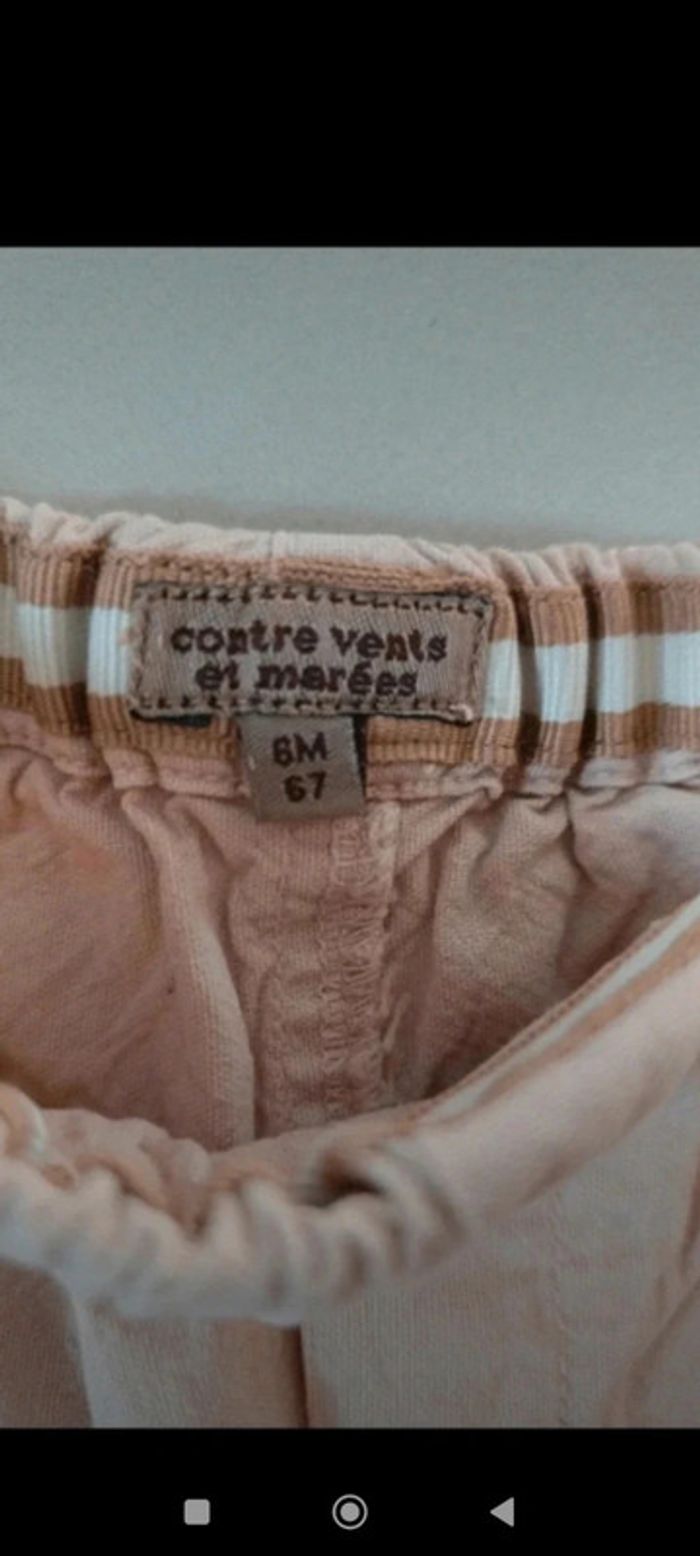 contre vents
et marées
6M
67